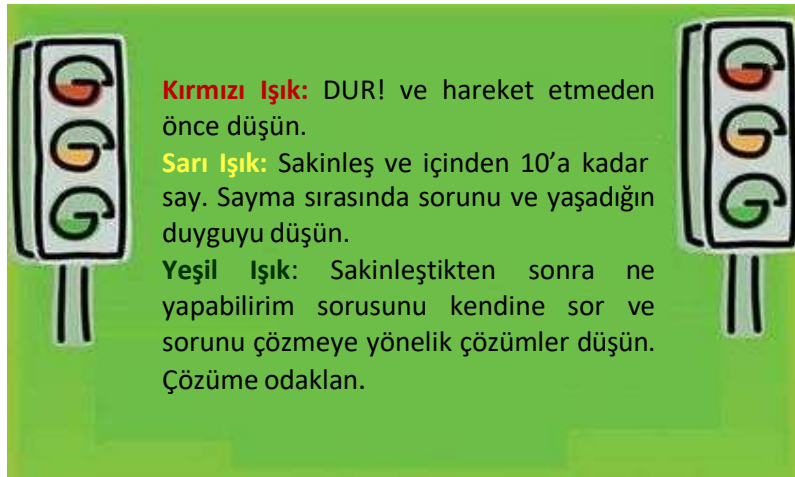 Kırmızı Işık: DUR! ve hareket etmeden
önce düşün.
Sarı Işık: Sakinleş ve içinden 10’a kadar
say. Sayma sırasında sorunu ve yaşadığın
duyguyu düşün.
Yeşil Işık: Sakinleştikten sonra ne
yapabilirim sorusunu kendine sor ve
sorunu çözmeye yönelik çözümler düşün.
Çözüme odaklan.